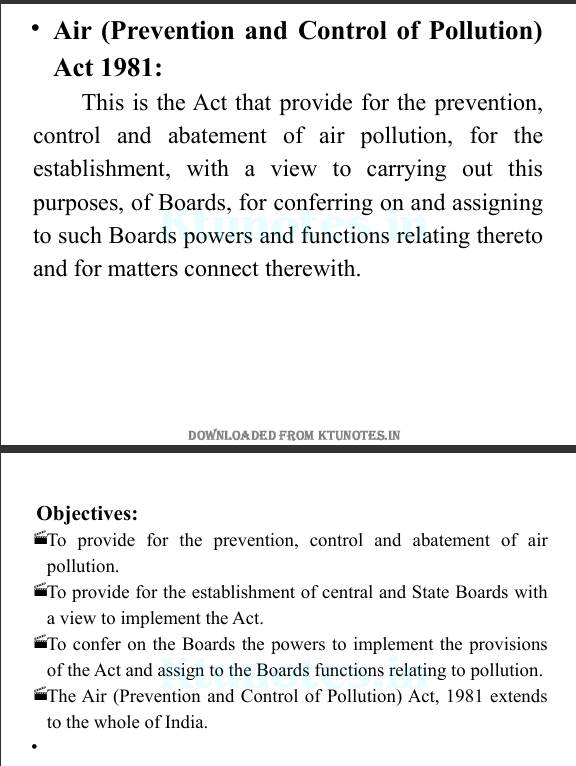 • Air (Prevention and Control of Pollution)
Act 1981:
This is the Act that provide for the prevention,
control and abatement of air pollution, for the
establishment, with a view to carrying out this
purposes, of Boards, for conferring on and assigning
to such Boards powers and functions relating thereto
and for matters connect therewith.
Ktunotes.in
DOWNLOADED FROM KTUNOTES.IN
Objectives:
To provide for the prevention, control and abatement of air
pollution.
To provide for the establishment of central and State Boards with
a view to implement the Act.
To confer on the Boards the powers to implement the provisions
of the Act and assign to the Boards functions relating to pollution.
Ktunotes.in
The Air (Prevention and Control of Pollution) Act, 1981 extends
to the whole of India.
•